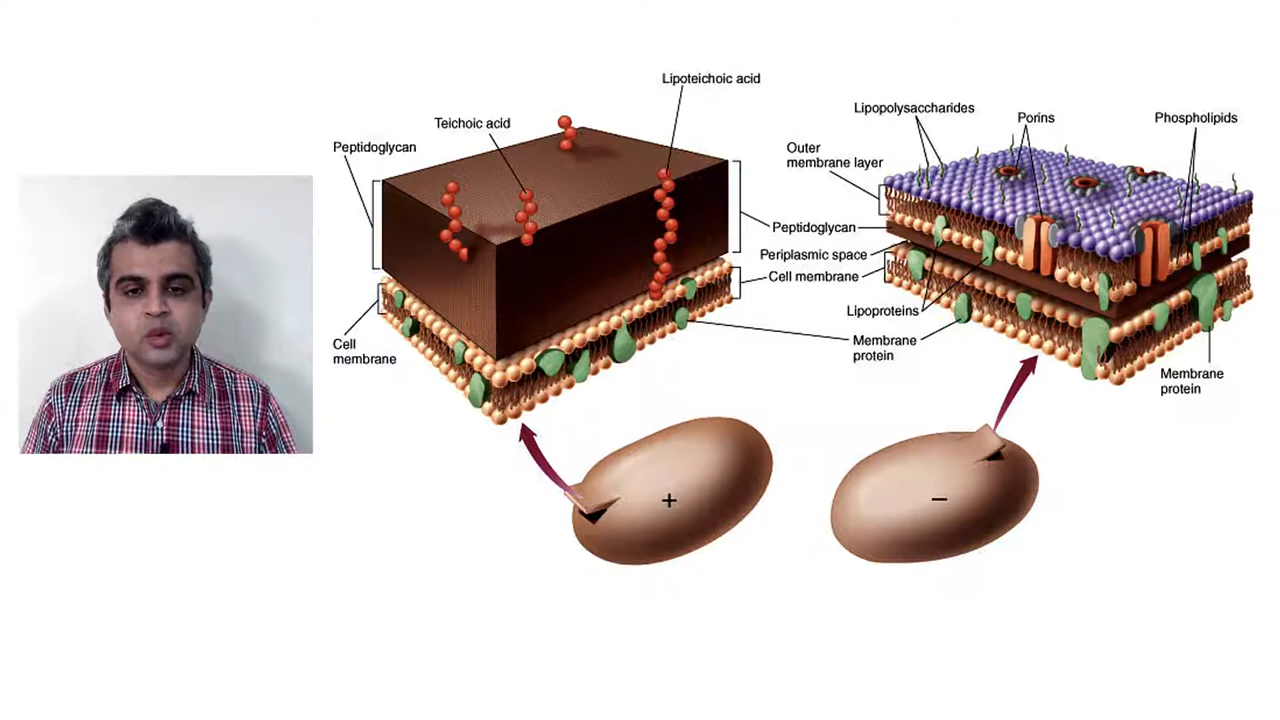 Lipoteichoic acid
Teichoic acid
Peptidoglycan
Cell
membrane
Lipopolysaccharides
Porins
Phospholipids
Outer
membrane layer
Peptidoglycan
Periplasmic space
Cell membrane
Lipoproteins
Membrane
protein
Membrane
protein
+
−